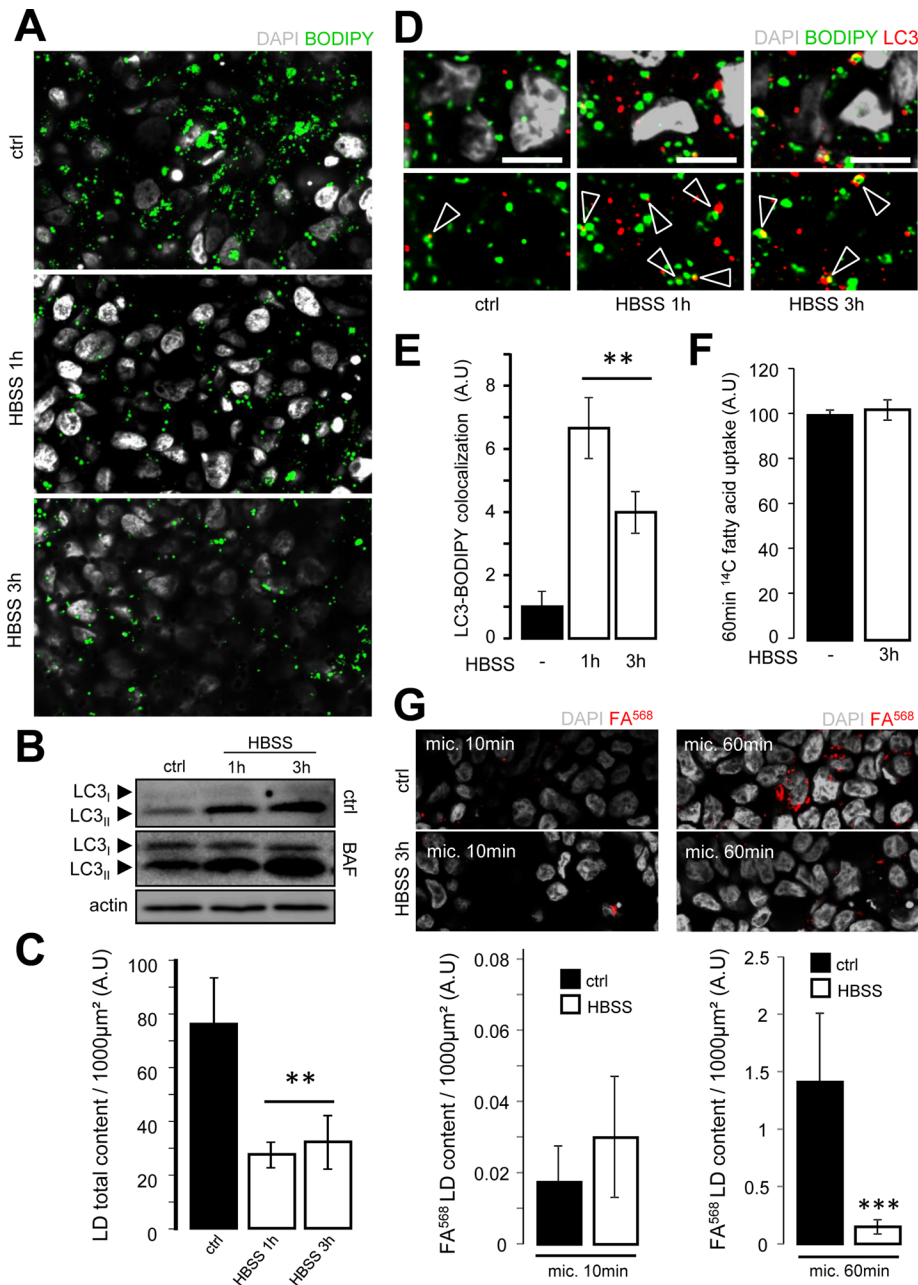 A
DAPI BODIPY
ctrl
HBSS 1h
HBSS 3h
B
HBSS
ctrl 1h 3h
LC3I
LC3II
ctrl
LC3I
LC3II
BAF
actin
C
LD total content / 1000µm² (A.U)
100
80
60
40
20
0
**
ctrl
HBSS 1h
HBSS 3h
D
DAPI BODIPY LC3
ctrl
HBSS 1h
HBSS 3h
E
LC3-BODIPY colocalization (A.U)
8
6
4
2
1
0
**
HBSS - 1h 3h
F
60min ¹⁴C fatty acid uptake (A.U)
120
100
80
60
40
20
0
HBSS - 3h
G
DAPI FA⁵⁶⁸
DAPI FA⁵⁶⁸
ctrl
mic. 10min
mic. 60min
HBSS 3h
mic. 10min
mic. 60min
FA⁵⁶⁸ LD content / 1000µm² (A.U)
0.08
0.06
0.04
0.02
0
ctrl
HBSS
mic. 10min
FA⁵⁶⁸ LD content / 1000µm² (A.U)
2.5
2
1.5
1
0.5
0
ctrl
HBSS
***
mic. 60min